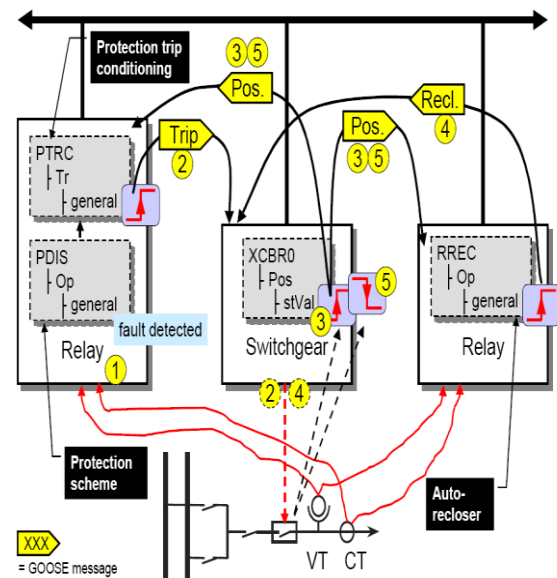 Protection trip
conditioning
3 5
Pos.
Recl.
4
Trip
2
Pos.
3 5
PTRC
Tr
general
PDIS
Op
general
fault detected
Relay
1
XCBR0
Pos
stVal
3
5
Switchgear
2 4
RREC
Op
general
Relay
Protection
scheme
Auto-
recloser
XXX
= GOOSE message
VT
CT